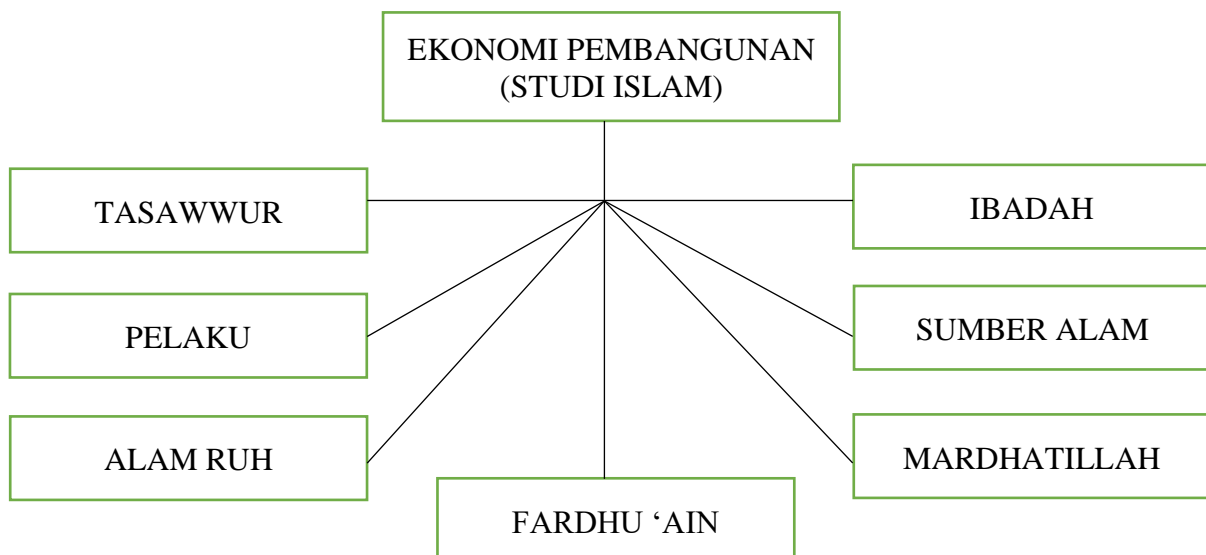 EKONOMI PEMBANGUNAN
(STUDI ISLAM)
TASAWWUR
IBADAH
PELAKU
SUMBER ALAM
ALAM RUH
MARDHATILLAH
FARDHU ‘AIN